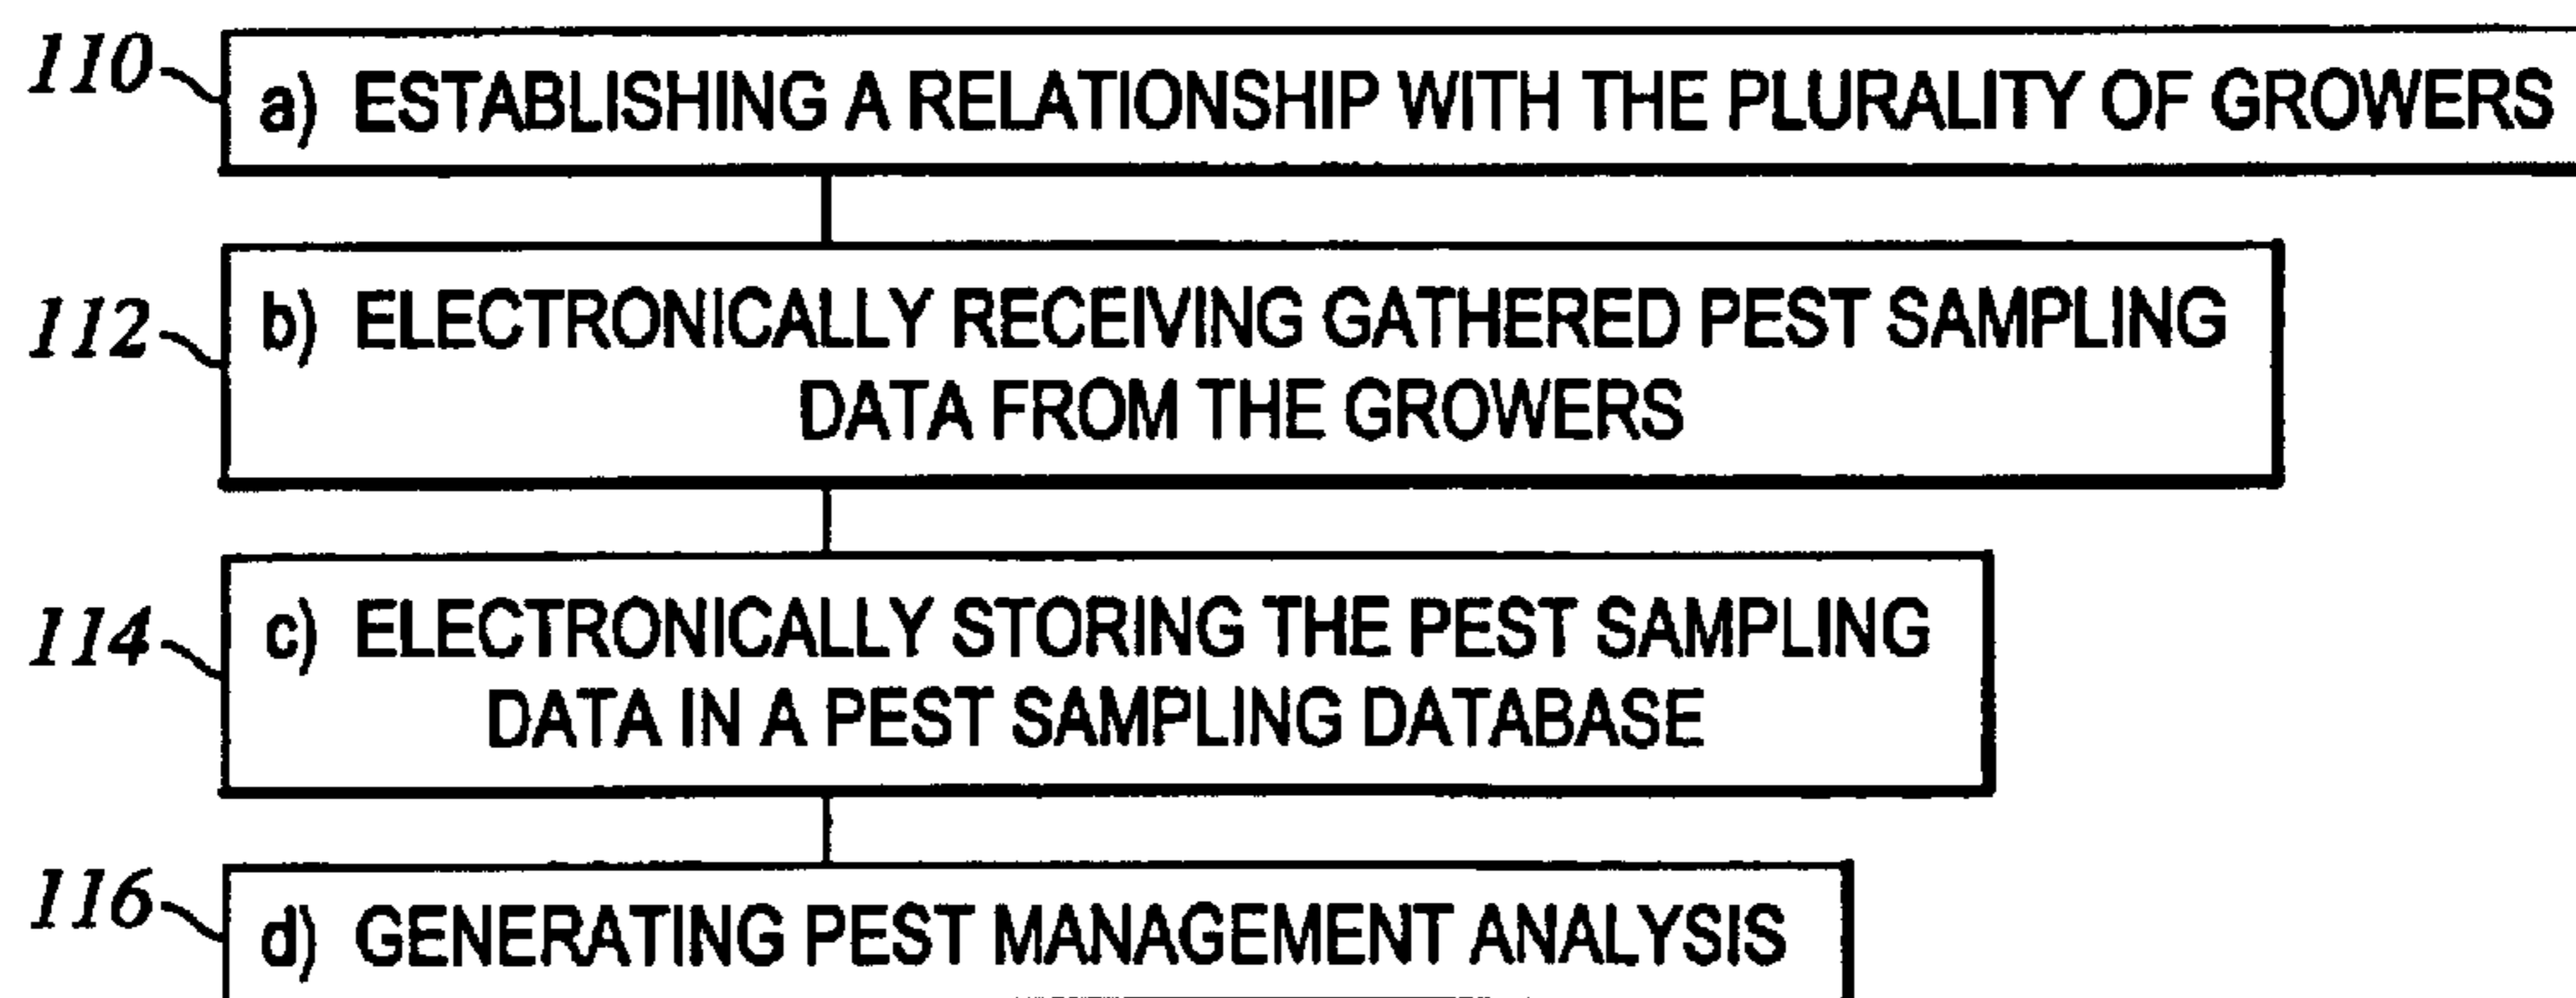 110
a) ESTABLISHING A RELATIONSHIP WITH THE PLURALITY OF GROWERS
112
b) ELECTRONICALLY RECEIVING GATHERED PEST SAMPLING
DATA FROM THE GROWERS
114
c) ELECTRONICALLY STORING THE PEST SAMPLING
DATA IN A PEST SAMPLING DATABASE
116
d) GENERATING PEST MANAGEMENT ANALYSIS